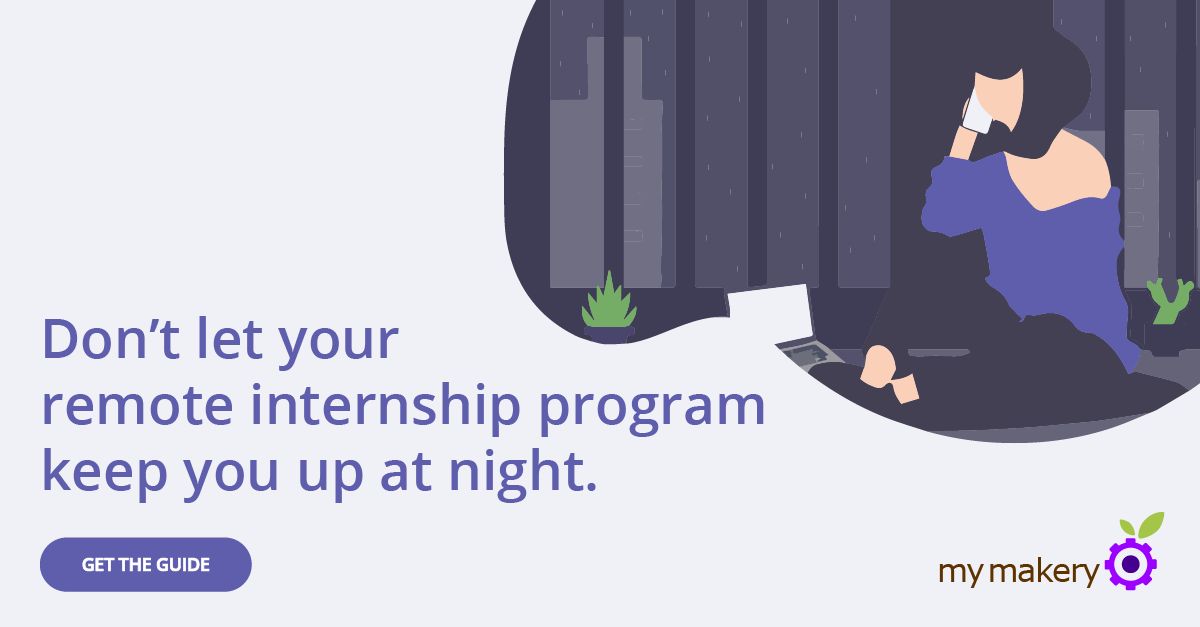 Don’t let your
remote internship program
keep you up at night.
GET THE GUIDE
my makery